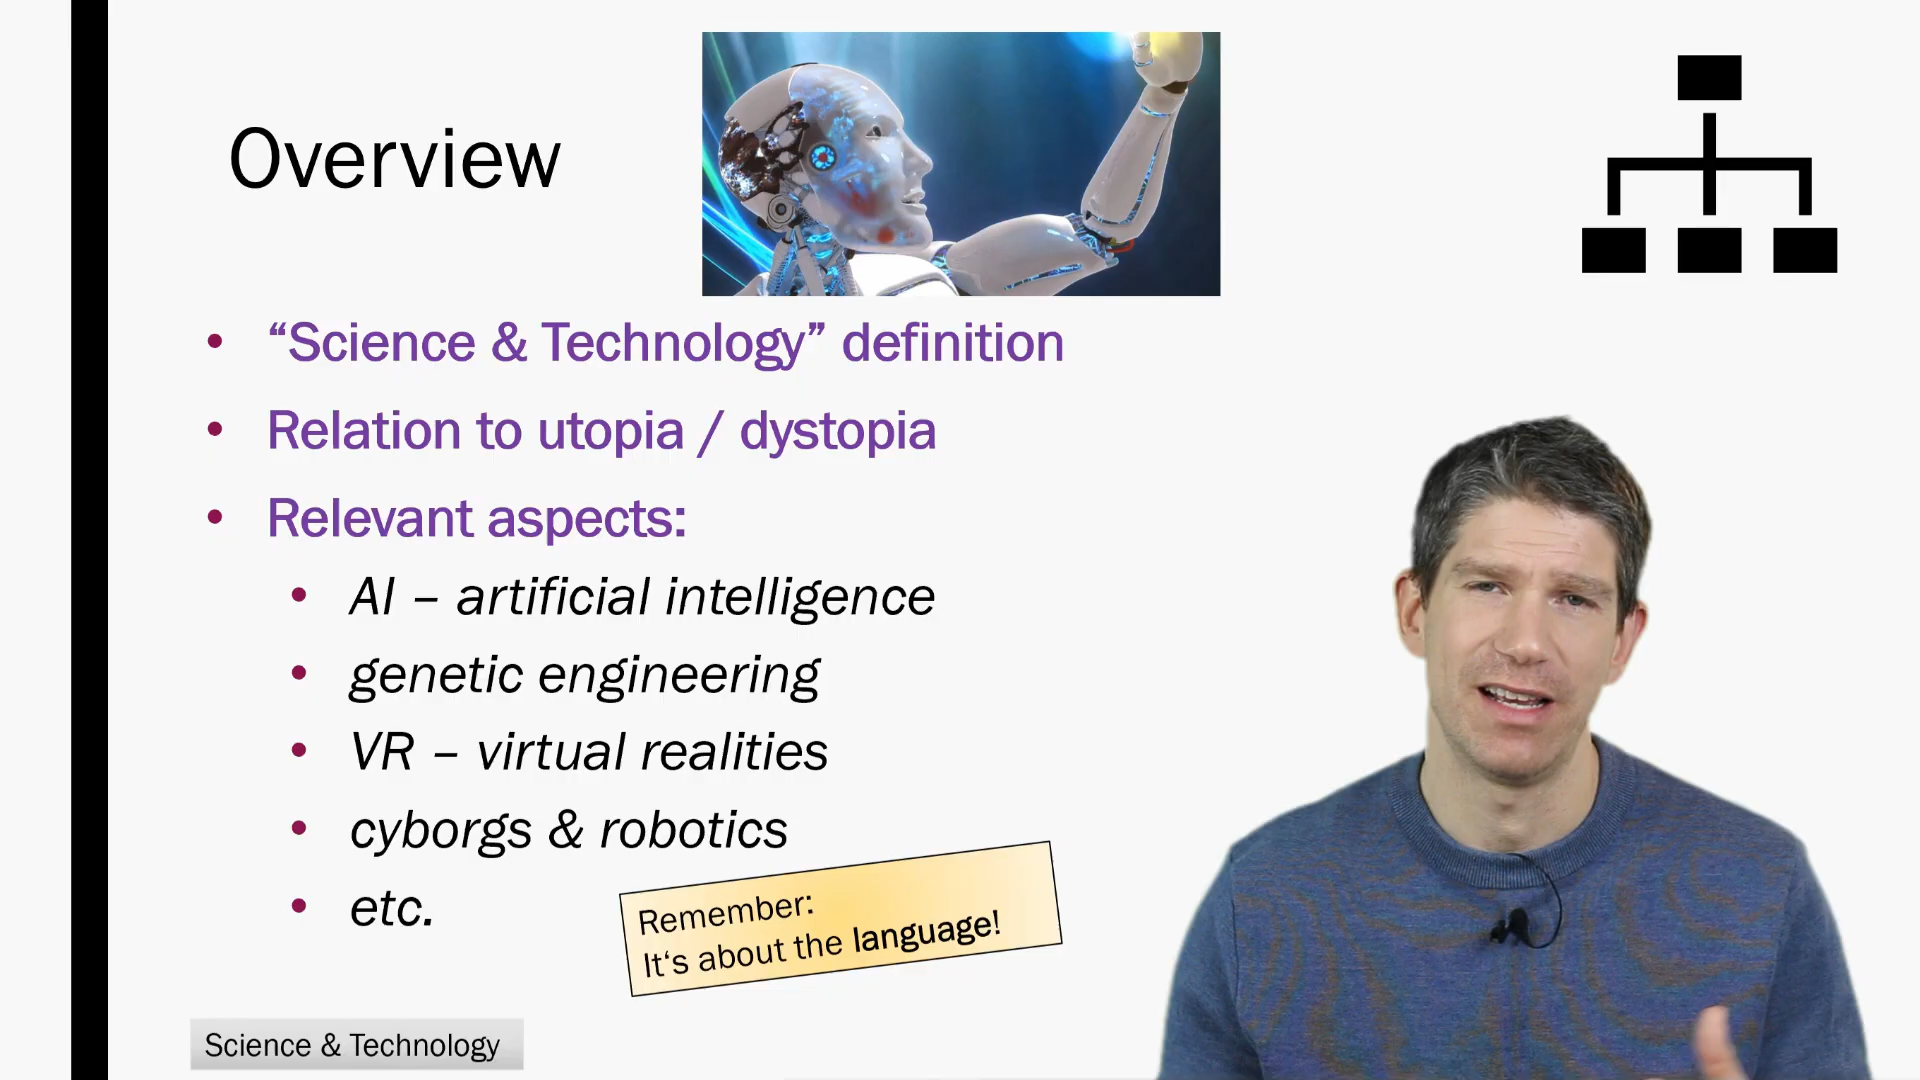 Overview
“Science & Technology” definition
Relation to utopia / dystopia
Relevant aspects:
AI – artificial intelligence
genetic engineering
VR – virtual realities
cyborgs & robotics
etc.
Remember:
It‘s about the language!
Science & Technology